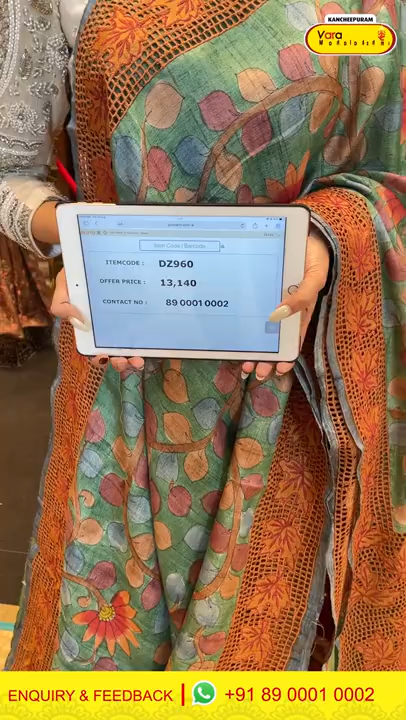 KANCHEEPURAM
Vara
Item Code / Barcode
ITEMCODE : DZ960
OFFER PRICE : 13,140
CONTACT NO : 89 0001 0002
ENQUIRY & FEEDBACK | +91 89 0001 0002